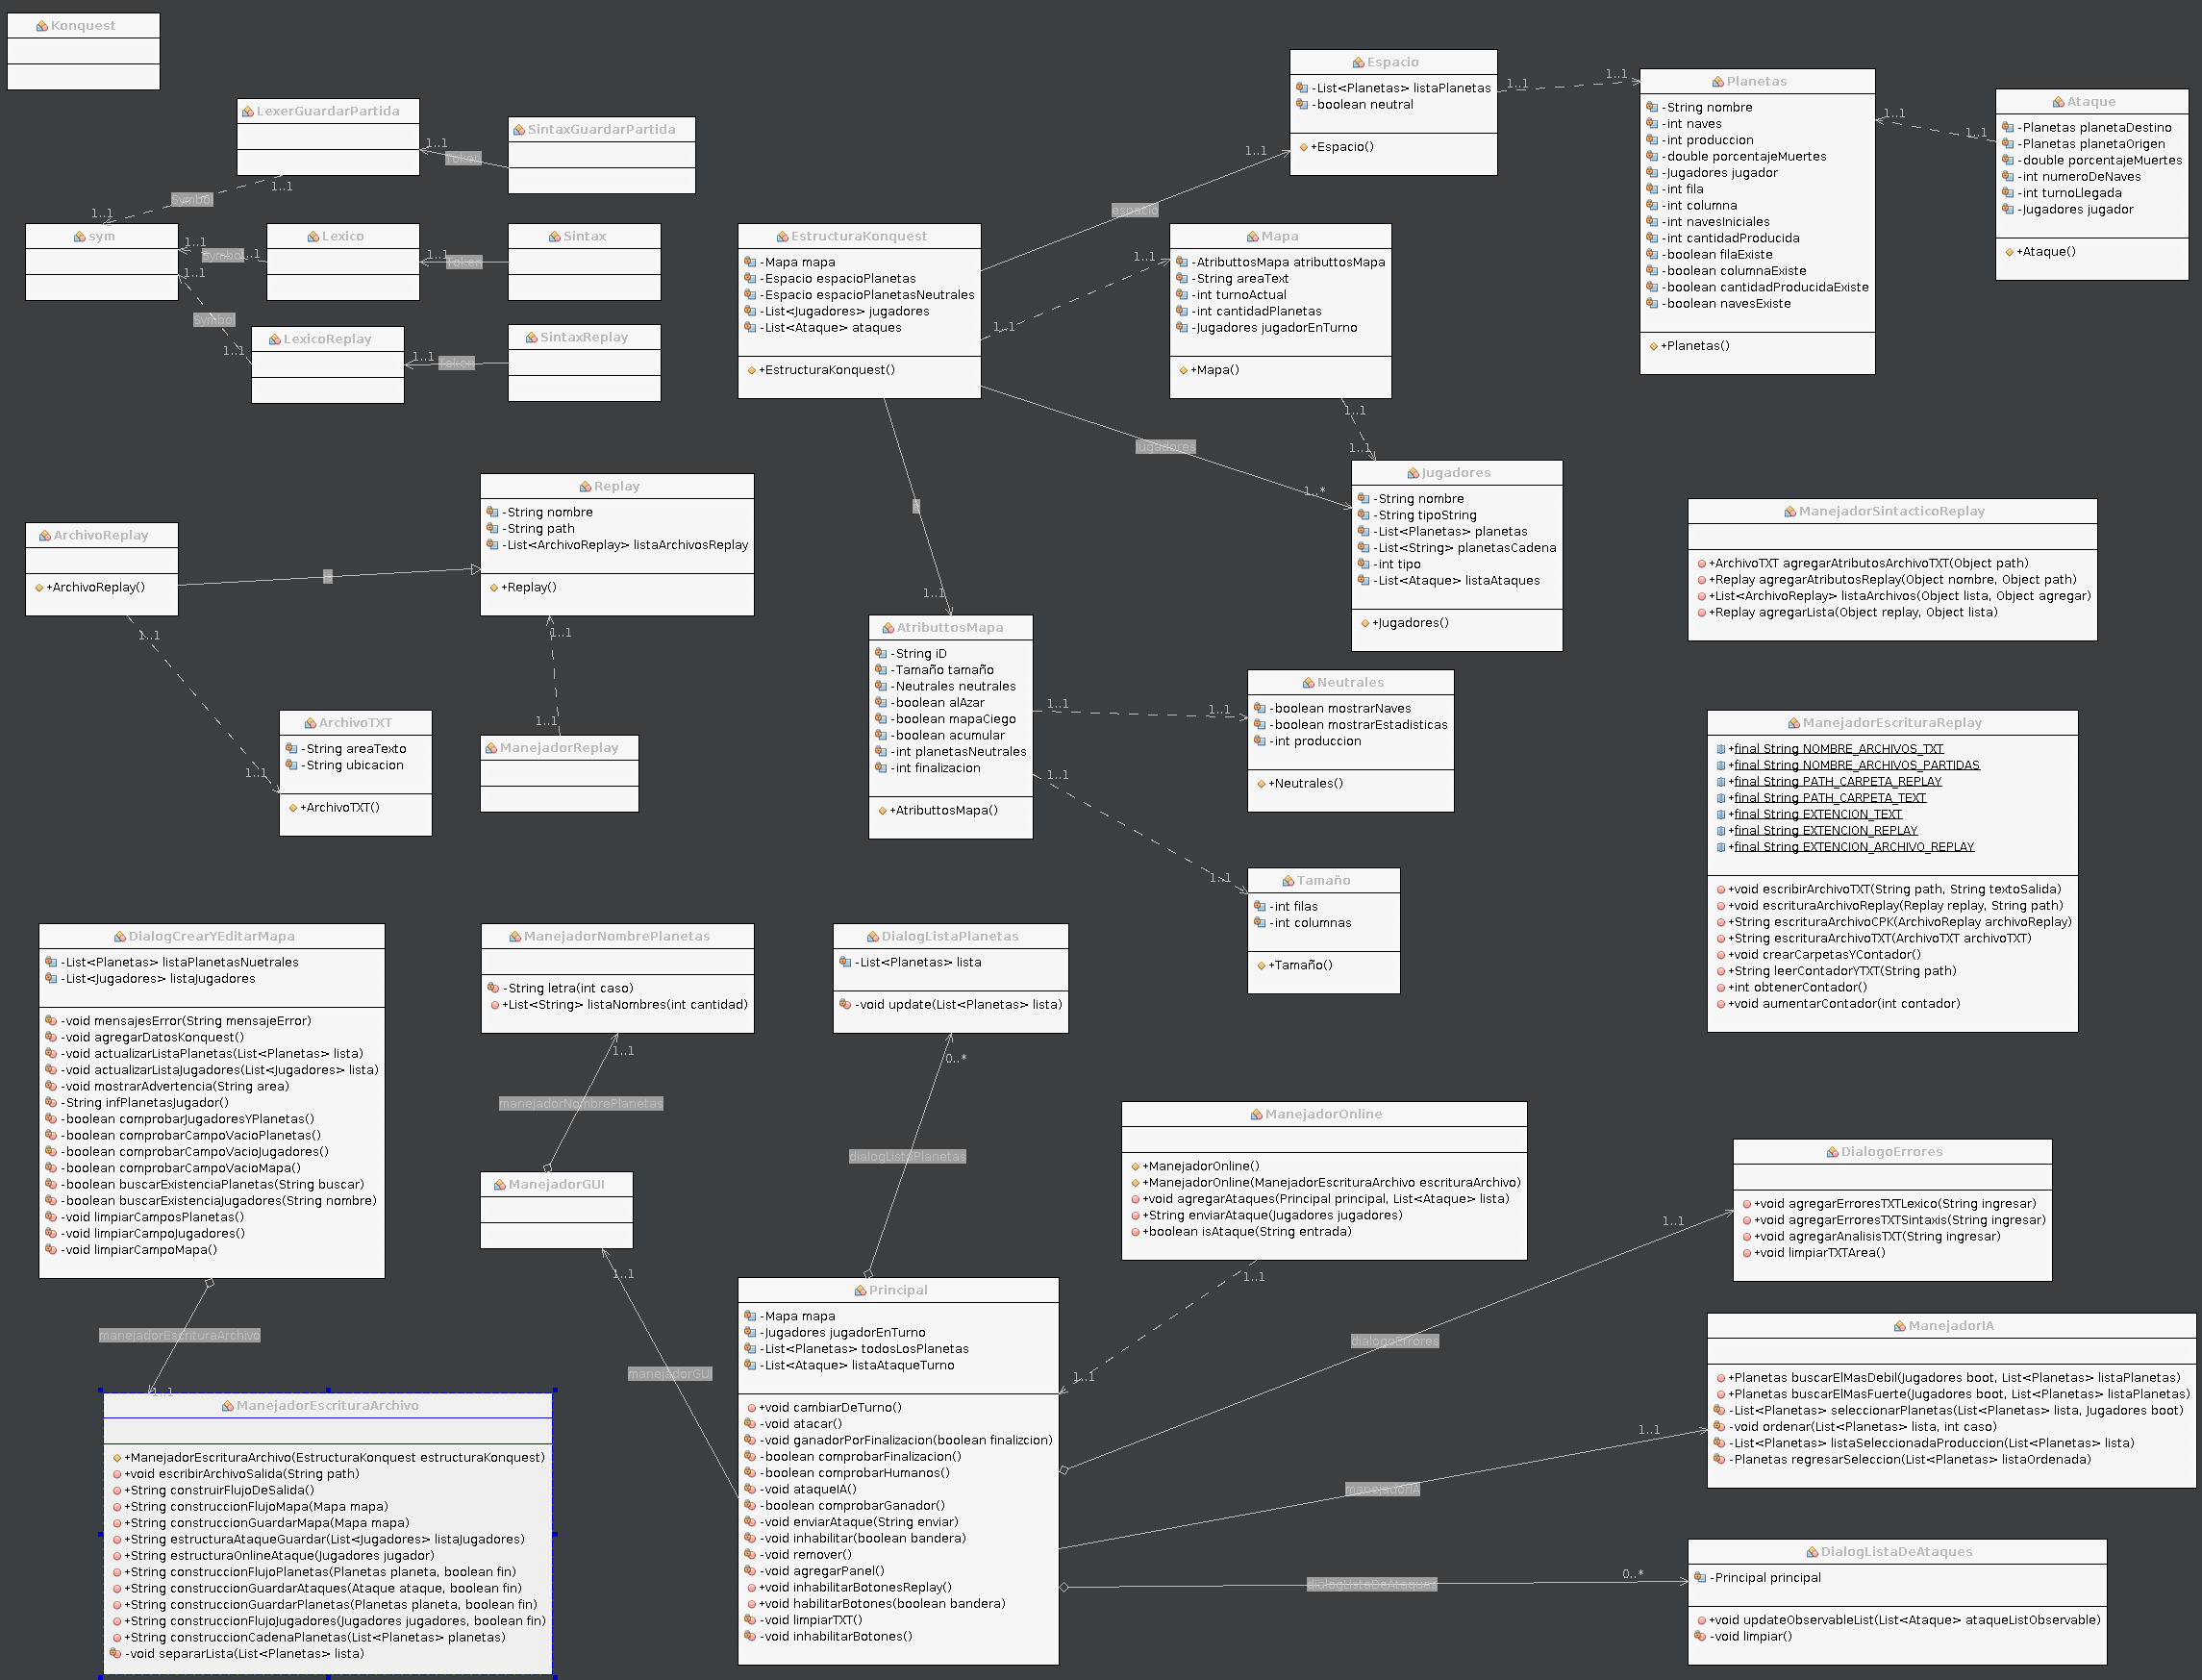 Konquest
LexerGuardarPartida
SintaxGuardarPartida
1..1
Token
1..1
Symbol
1..1
sym
Lexico
Sintax
1..1
Symbol
1..1
1..1
Token
1..1
Symbol
1..1
LexicoReplay
SintaxReplay
1..1
Token
Espacio
-List<Planetas> listaPlanetas
-boolean neutral
+Espacio()
1..1
1..1
Planetas
-String nombre
-int naves
-int produccion
-double porcentajeMuertes
-Jugadores jugador
-int fila
-int columna
-int navesIniciales
-int cantidadProducida
-boolean filaExiste
-boolean columnaExiste
-boolean cantidadProducidaExiste
-boolean navesExiste
+Planetas()
1..1
1..1
Ataque
-Planetas planetaDestino
-Planetas planetaOrigen
-double porcentajeMuertes
-int numeroDeNaves
-int turnoLlegada
-Jugadores jugador
+Ataque()
1..1
espacio
EstructuraKonquest
-Mapa mapa
-Espacio espacioPlanetas
-Espacio espacioPlanetasNeutrales
-List<Jugadores> jugadores
-List<Ataque> ataques
+EstructuraKonquest()
1..1
1..1
Mapa
-AtributtosMapa atributtosMapa
-String areaText
-int turnoActual
-int cantidadPlanetas
-Jugadores jugadorEnTurno
+Mapa()
1..1
1..1
Jugadores
1..*
Jugadores
-String nombre
-String tipoString
-List<Planetas> planetas
-List<String> planetasCadena
-int tipo
-List<Ataque> listaAtaques
+Jugadores()
ManejadorSintacticoReplay
+ArchivoTXT agregarAtributosArchivoTXT(Object path)
+Replay agregarAtributosReplay(Object nombre, Object path)
+List<ArchivoReplay> listaArchivos(Object lista, Object agregar)
+Replay agregarLista(Object replay, Object lista)
Replay
-String nombre
-String path
-List<ArchivoReplay> listaArchivosReplay
+Replay()
ArchivoReplay
+ArchivoReplay()
1..1
1..1
1..1
1..1
ArchivoTXT
-String areaTexto
-String ubicacion
+ArchivoTXT()
ManejadorReplay
1..1
AtributtosMapa
-String iD
-Tamaño tamaño
-Neutrales neutrales
-boolean alAzar
-boolean mapaCiego
-boolean acumular
-int planetasNeutrales
-int finalizacion
+AtributtosMapa()
1..1
1..1
1..1
1..1
Neutrales
-boolean mostrarNaves
-boolean mostrarEstadisticas
-int produccion
+Neutrales()
Tamaño
-int filas
-int columnas
+Tamaño()
ManejadorEscrituraReplay
+final String NOMBRE_ARCHIVOS_TXT
+final String NOMBRE_ARCHIVOS_PARTIDAS
+final String PATH_CARPETA_REPLAY
+final String PATH_CARPETA_TEXT
+final String EXTENCION_TEXT
+final String EXTENCION_REPLAY
+final String EXTENCION_ARCHIVO_REPLAY
+void escribirArchivoTXT(String path, String textoSalida)
+void escrituraArchivoReplay(Replay replay, String path)
+String escrituraArchivoCPK(ArchivoReplay archivoReplay)
+String escrituraArchivoTXT(ArchivoTXT archivoTXT)
+void crearCarpetasYContador()
+String leerContadorYTXT(String path)
+int obtenerContador()
+void aumentarContador(int contador)
DialogCrearYEditarMapa
-List<Planetas> listaPlanetasNuetrales
-List<Jugadores> listaJugadores
-void mensajesError(String mensajeError)
-void agregarDatosKonquest()
-void actualizarListaPlanetas(List<Planetas> lista)
-void actualizarListaJugadores(List<Jugadores> lista)
-void mostrarAdvertencia(String area)
-String infPlanetasJugador()
-boolean comprobarJugadoresYPlanetas()
-boolean comprobarCampoVacioPlanetas()
-boolean comprobarCampoVacioJugadores()
-boolean comprobarCampoVacioMapa()
-boolean buscarExistenciaPlanetas(String buscar)
-boolean buscarExistenciaJugadores(String nombre)
-void limpiarCamposPlanetas()
-void limpiarCampoJugadores()
-void limpiarCampoMapa()
manejadorEscrituraArchivo
1..1
ManejadorEscrituraArchivo
+ManejadorEscrituraArchivo(EstructuraKonquest estructuraKonquest)
+void escribirArchivoSalida(String path)
+String construirFlujoDeSalida()
+String construccionFlujoMapa(Mapa mapa)
+String construccionGuardarMapa(Mapa mapa)
+String estructuraAtaqueGuardar(List<Jugadores> listaJugadores)
+String estructuraOnlineAtaque(Jugadores jugador)
+String construccionFlujoPlanetas(Planetas planeta, boolean fin)
+String construccionGuardarAtaques(Ataque ataque, boolean fin)
+String construccionGuardarPlanetas(Planetas planeta, boolean fin)
+String construccionFlujoJugadores(Jugadores jugadores, boolean fin)
+String construccionCadenaPlanetas(List<Planetas> planetas)
-void separarLista(List<Planetas> lista)
ManejadorNombrePlanetas
-String letra(int caso)
+List<String> listaNombres(int cantidad)
1..1
manejadorNombrePlanetas
ManejadorGUI
1..1
manejadorGUI
DialogListaPlanetas
-List<Planetas> lista
-void update(List<Planetas> lista)
0..*
dialogListaPlanetas
Principal
-Mapa mapa
-Jugadores jugadorEnTurno
-List<Planetas> todosLosPlanetas
-List<Ataque> listaAtaqueTurno
+void cambiarDeTurno()
-void atacar()
-void ganadorPorFinalizacion(boolean finalizcion)
-boolean comprobarFinalizacion()
-boolean comprobarHumanos()
-void ataqueIA()
-boolean comprobarGanador()
-void enviarAtaque(String enviar)
-void inhabilitar(boolean bandera)
-void remover()
-void agregarPanel()
+void inhabilitarBotonesReplay()
+void habilitarBotones(boolean bandera)
-void limpiarTXT()
-void inhabilitarBotones()
ManejadorOnline
+ManejadorOnline()
+ManejadorOnline(ManejadorEscrituraArchivo escrituraArchivo)
+void agregarAtaques(Principal principal, List<Ataque> lista)
+String enviarAtaque(Jugadores jugadores)
+boolean isAtaque(String entrada)
1..1
1..1
DialogoErrores
+void agregarErroresTXTLexico(String ingresar)
+void agregarErroresTXTSintaxis(String ingresar)
+void agregarAnalisisTXT(String ingresar)
+void limpiarTXTArea()
1..1
dialogoErrores
ManejadorIA
+Planetas buscarElMasDebil(Jugadores boot, List<Planetas> listaPlanetas)
+Planetas buscarElMasFuerte(Jugadores boot, List<Planetas> listaPlanetas)
-List<Planetas> seleccionarPlanetas(List<Planetas> lista, Jugadores boot)
-void ordenar(List<Planetas> lista, int caso)
-List<Planetas> listaSeleccionadaProduccion(List<Planetas> lista)
-Planetas regresarSeleccion(List<Planetas> listaOrdenada)
1..1
manejadorIA
0..*
dialogListaDeAtaques
DialogListaDeAtaques
-Principal principal
+void updateObservableList(List<Ataque> ataqueListObservable)
-void limpiar()